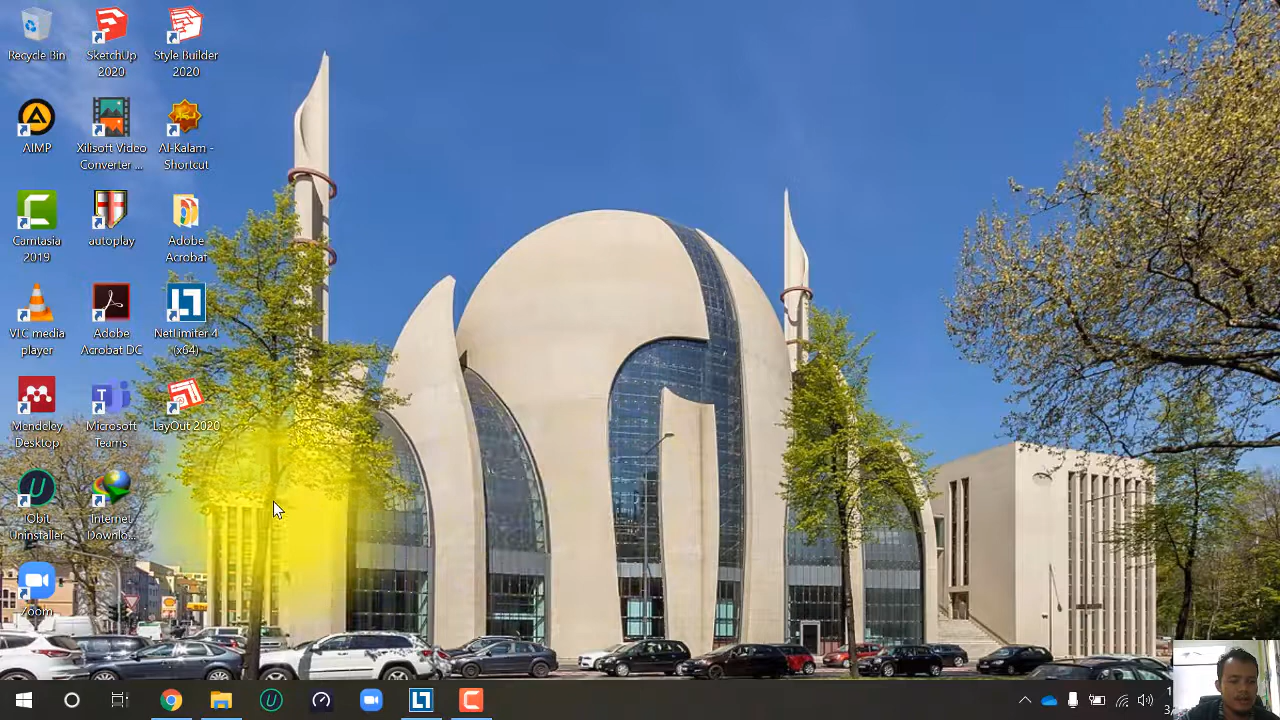 Recycle Bin
SketchUp
2020
Style Builder
2020
AIMP
Xilisoft Video
Converter ...
Al-Kalam -
Shortcut
Camtasia
2019
autoplay
Adobe
Acrobat
VLC media
player
Adobe
Acrobat DC
NetLimiter 4
(x64)
Mendeley
Desktop
Microsoft
Teams
LayOut 2020
IObit
Uninstaller
Internet
Downlo...
Zoom